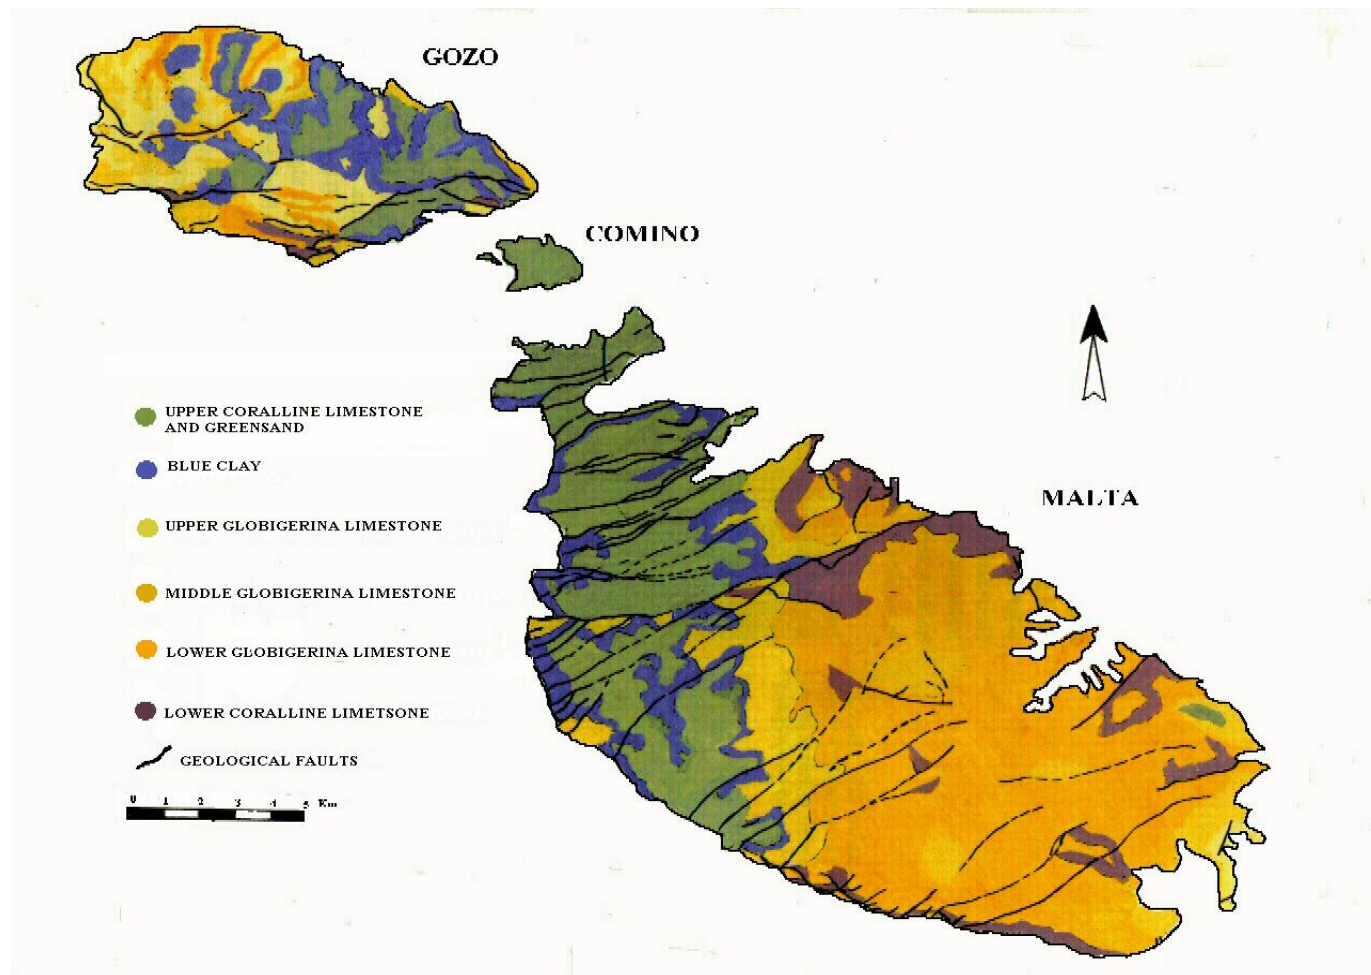 GOZO
COMINO
MALTA
UPPER CORALLINE LIMESTONE
AND GREENSAND
BLUE CLAY
UPPER GLOBIGERINA LIMESTONE
MIDDLE GLOBIGERINA LIMESTONE
LOWER GLOBIGERINA LIMESTONE
LOWER CORALLINE LIMETSONE
GEOLOGICAL FAULTS
0 1 2 3 4 5 Km